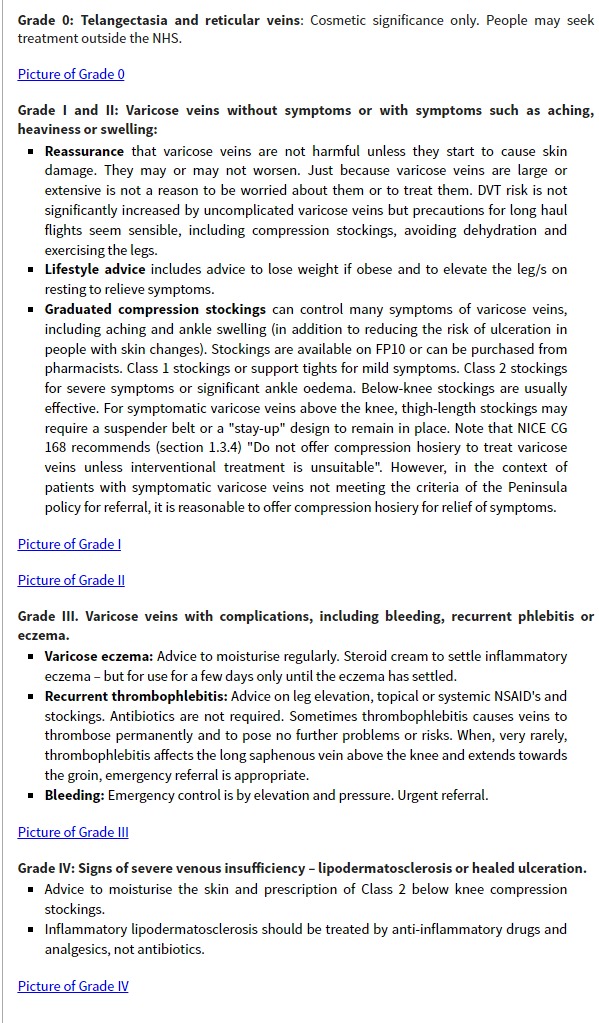 Grade 0: Telangectasia and reticular veins: Cosmetic significance only. People may seek
treatment outside the NHS.
Picture of Grade 0
Grade I and II: Varicose veins without symptoms or with symptoms such as aching,
heaviness or swelling:
▪ Reassurance that varicose veins are not harmful unless they start to cause skin
damage. They may or may not worsen. Just because varicose veins are large or
extensive is not a reason to be worried about them or to treat them. DVT risk is not
significantly increased by uncomplicated varicose veins but precautions for long haul
flights seem sensible, including compression stockings, avoiding dehydration and
exercising the legs.
▪ Lifestyle advice includes advice to lose weight if obese and to elevate the leg/s on
resting to relieve symptoms.
▪ Graduated compression stockings can control many symptoms of varicose veins,
including aching and ankle swelling (in addition to reducing the risk of ulceration in
people with skin changes). Stockings are available on FP10 or can be purchased from
pharmacists. Class 1 stockings or support tights for mild symptoms. Class 2 stockings
for severe symptoms or significant ankle oedema. Below-knee stockings are usually
effective. For symptomatic varicose veins above the knee, thigh-length stockings may
require a suspender belt or a "stay-up" design to remain in place. Note that NICE CG
168 recommends (section 1.3.4) "Do not offer compression hosiery to treat varicose
veins unless interventional treatment is unsuitable". However, in the context of
patients with symptomatic varicose veins not meeting the criteria of the Peninsula
policy for referral, it is reasonable to offer compression hosiery for relief of symptoms.
Picture of Grade I
Picture of Grade II
Grade III. Varicose veins with complications, including bleeding, recurrent phlebitis or
eczema.
▪ Varicose eczema: Advice to moisturise regularly. Steroid cream to settle inflammatory
eczema – but for use for a few days only until the eczema has settled.
▪ Recurrent thrombophlebitis: Advice on leg elevation, topical or systemic NSAID's and
stockings. Antibiotics are not required. Sometimes thrombophlebitis causes veins to
thrombose permanently and to pose no further problems or risks. When, very rarely,
thrombophlebitis affects the long saphenous vein above the knee and extends towards
the groin, emergency referral is appropriate.
▪ Bleeding: Emergency control is by elevation and pressure. Urgent referral.
Picture of Grade III
Grade IV: Signs of severe venous insufficiency – lipodermatosclerosis or healed ulceration.
▪ Advice to moisturise the skin and prescription of Class 2 below knee compression
stockings.
▪ Inflammatory lipodermatosclerosis should be treated by anti-inflammatory drugs and
analgesics, not antibiotics.
Picture of Grade IV